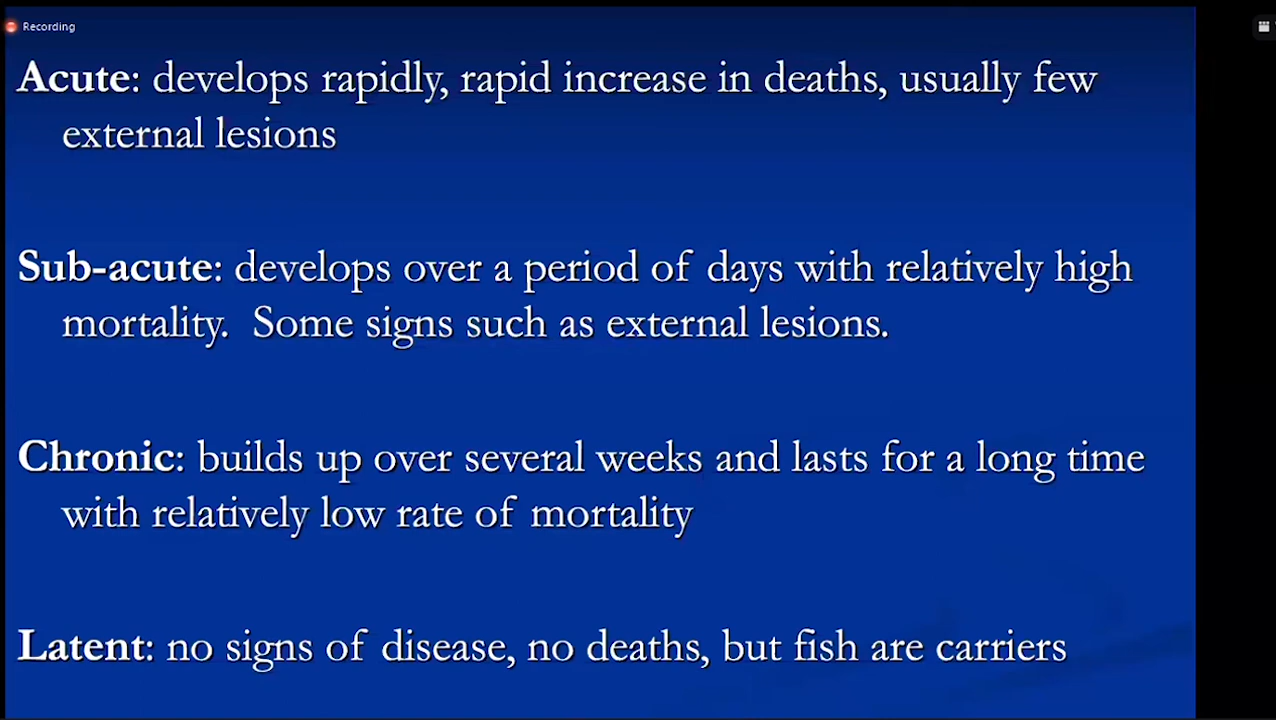 Recording
Acute: develops rapidly, rapid increase in deaths, usually few
external lesions
Sub-acute: develops over a period of days with relatively high
mortality.  Some signs such as external lesions.
Chronic: builds up over several weeks and lasts for a long time
with relatively low rate of mortality
Latent: no signs of disease, no deaths, but fish are carriers